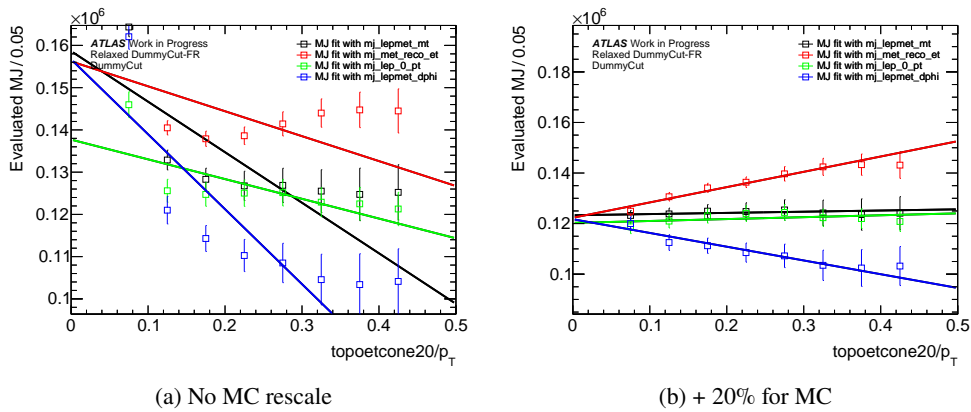 ×10⁶
ATLAS Work in Progress
Relaxed DummyCut-FR
DummyCut
MJ fit with mj_lepmet_mt
MJ fit with mj_met_reco_et
MJ fit with mj_lep_0_pt
MJ fit with mj_lepmet_dphi
Evaluated MJ / 0.05
0.16
0.15
0.14
0.13
0.12
0.11
0.1
0 0.1 0.2 0.3 0.4 0.5
topoetcone20/p_T
(a) No MC rescale
×10⁶
ATLAS Work in Progress
Relaxed DummyCut-FR
DummyCut
MJ fit with mj_lepmet_mt
MJ fit with mj_met_reco_et
MJ fit with mj_lep_0_pt
MJ fit with mj_lepmet_dphi
Evaluated MJ / 0.05
0.18
0.16
0.14
0.12
0.1
0 0.1 0.2 0.3 0.4 0.5
topoetcone20/p_T
(b) + 20% for MC